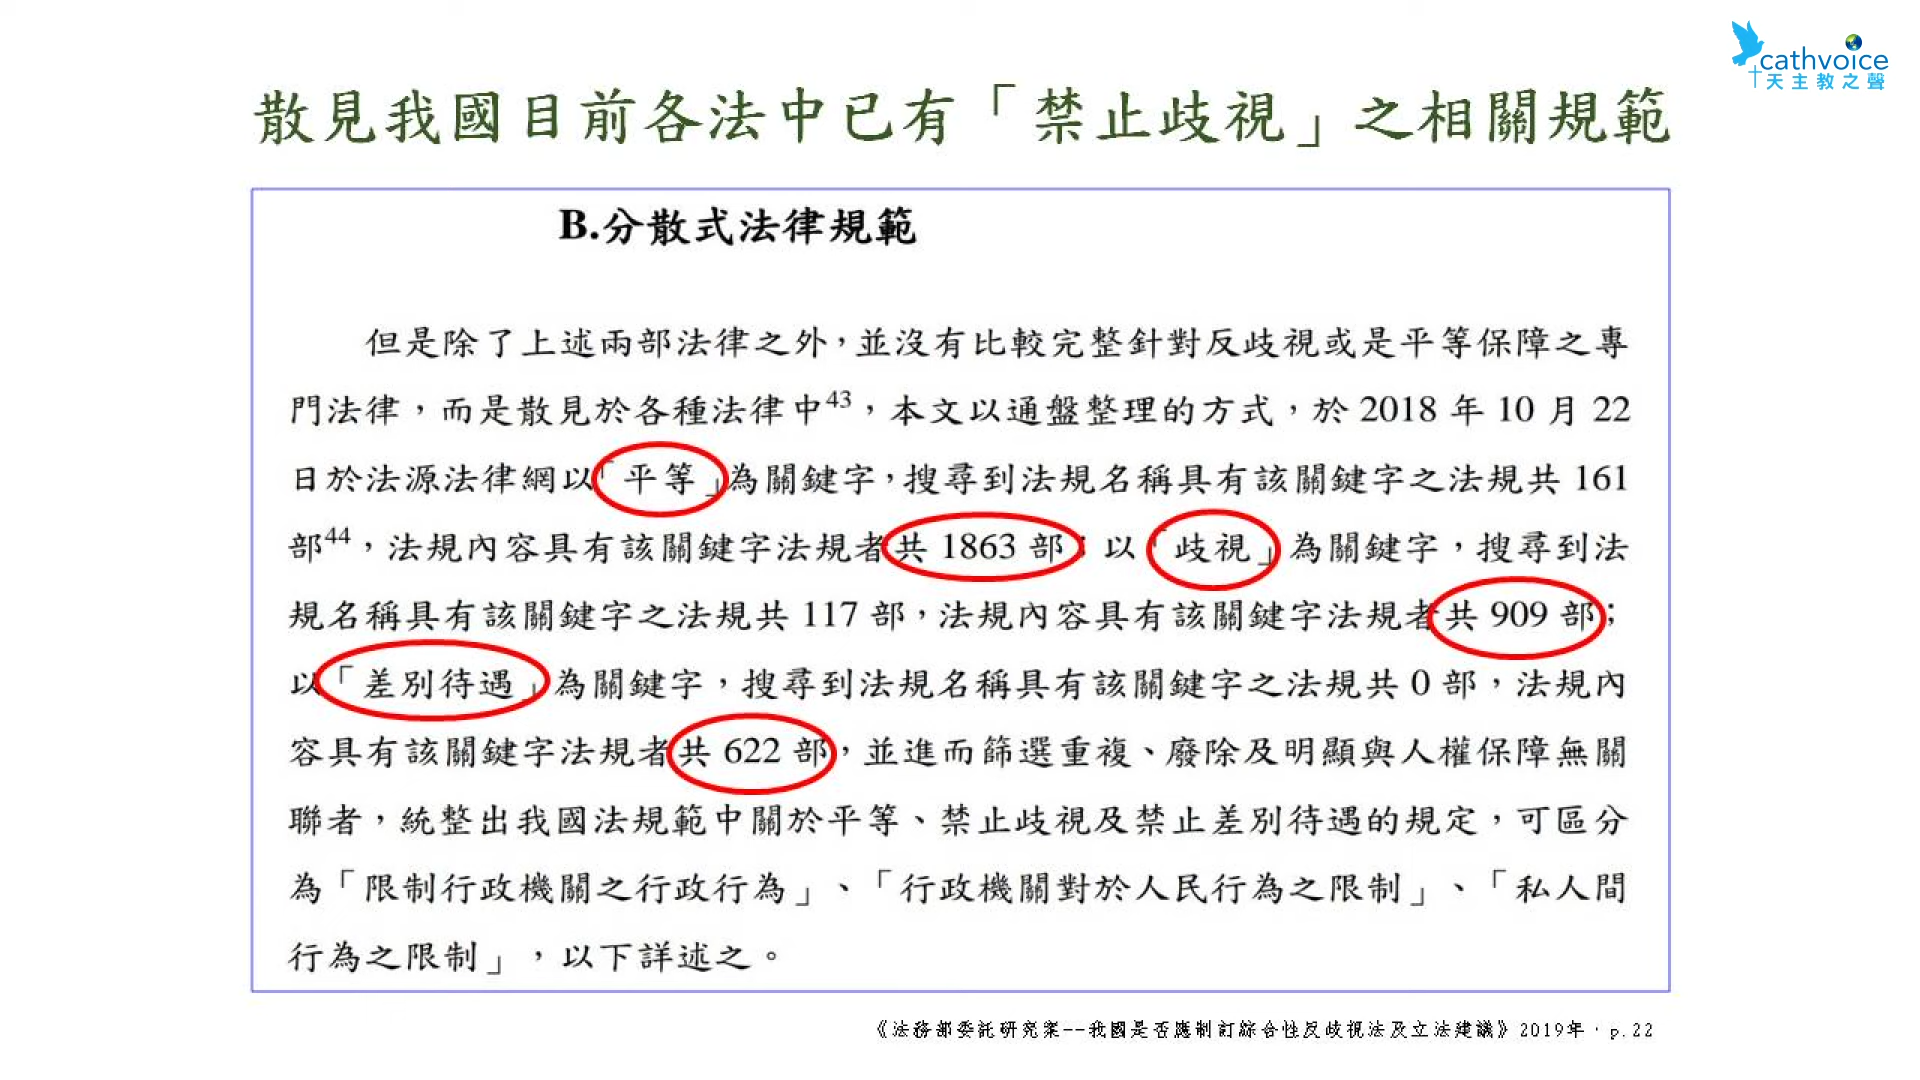 cathvoice
天主教之聲
散見我國目前各法中已有「禁止歧視」之相關規範
B.分散式法律規範
但是除了上述兩部法律之外，並沒有比較完整針對反歧視或是平等保障之專
門法律，而是散見於各種法律中43，本文以通盤整理的方式，於 2018 年 10 月 22
日於法源法律網以「平等」為關鍵字，搜尋到法規名稱具有該關鍵字之法規共 161
部44，法規內容具有該關鍵字法規者共 1863 部；以「歧視」為關鍵字，搜尋到法
規名稱具有該關鍵字之法規共 117 部，法規內容具有該關鍵字法規者共 909 部；
以「差別待遇」為關鍵字，搜尋到法規名稱具有該關鍵字之法規共 0 部，法規內
容具有該關鍵字法規者共 622 部，並進而篩選重複、廢除及明顯與人權保障無關
聯者，統整出我國法規範中關於平等、禁止歧視及禁止差別待遇的規定，可區分
為「限制行政機關之行政行為」、「行政機關對於人民行為之限制」、「私人間
行為之限制」，以下詳述之。
《法務部委託研究案--我國是否應制訂綜合性反歧視法及立法建議》2019年，p.22